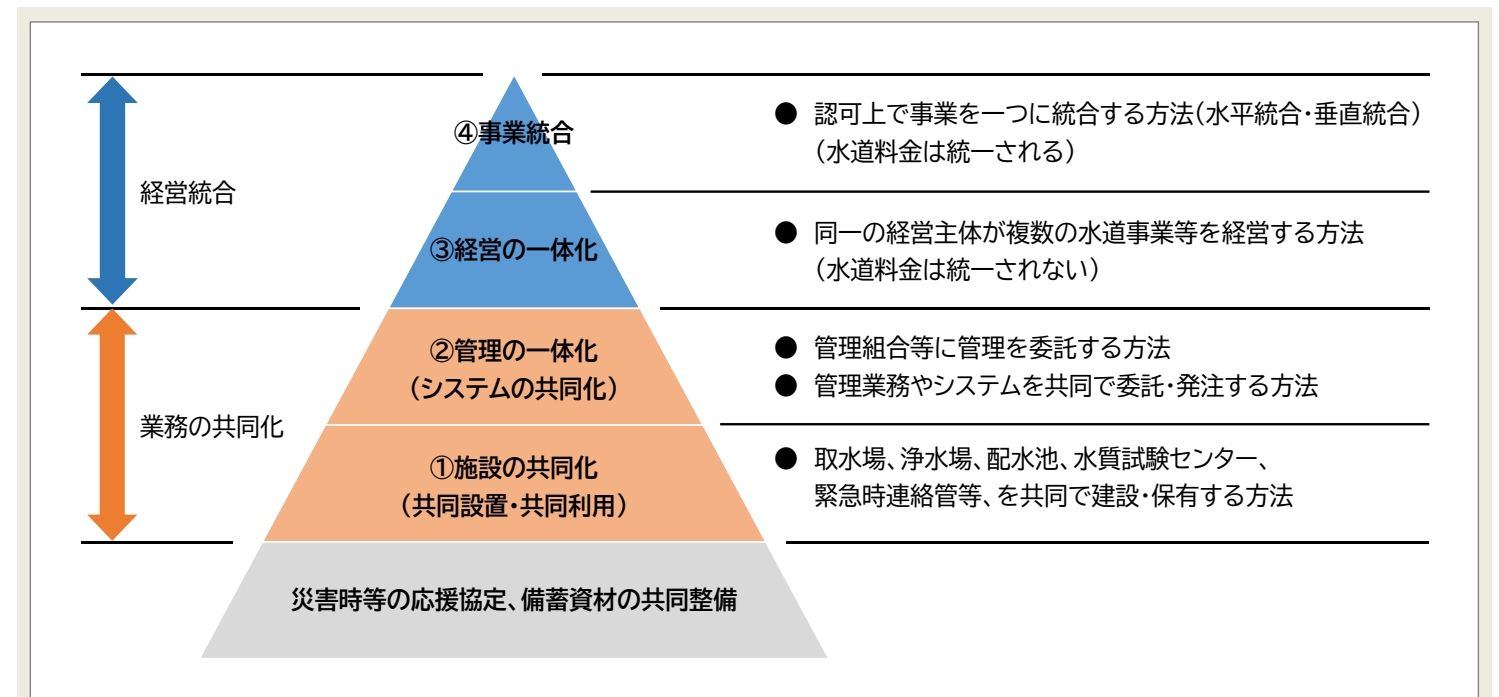 ④事業統合
● 認可上で事業を一つに統合する方法(水平統合・垂直統合)
(水道料金は統一される)
経営統合
③経営の一体化
● 同一の経営主体が複数の水道事業等を経営する方法
(水道料金は統一されない)
②管理の一体化
(システムの共同化)
● 管理組合等に管理を委託する方法
● 管理業務やシステムを共同で委託・発注する方法
業務の共同化
①施設の共同化
(共同設置・共同利用)
● 取水場、浄水場、配水池、水質試験センター、
緊急時連絡管等、を共同で建設・保有する方法
災害時等の応援協定、備蓄資材の共同整備